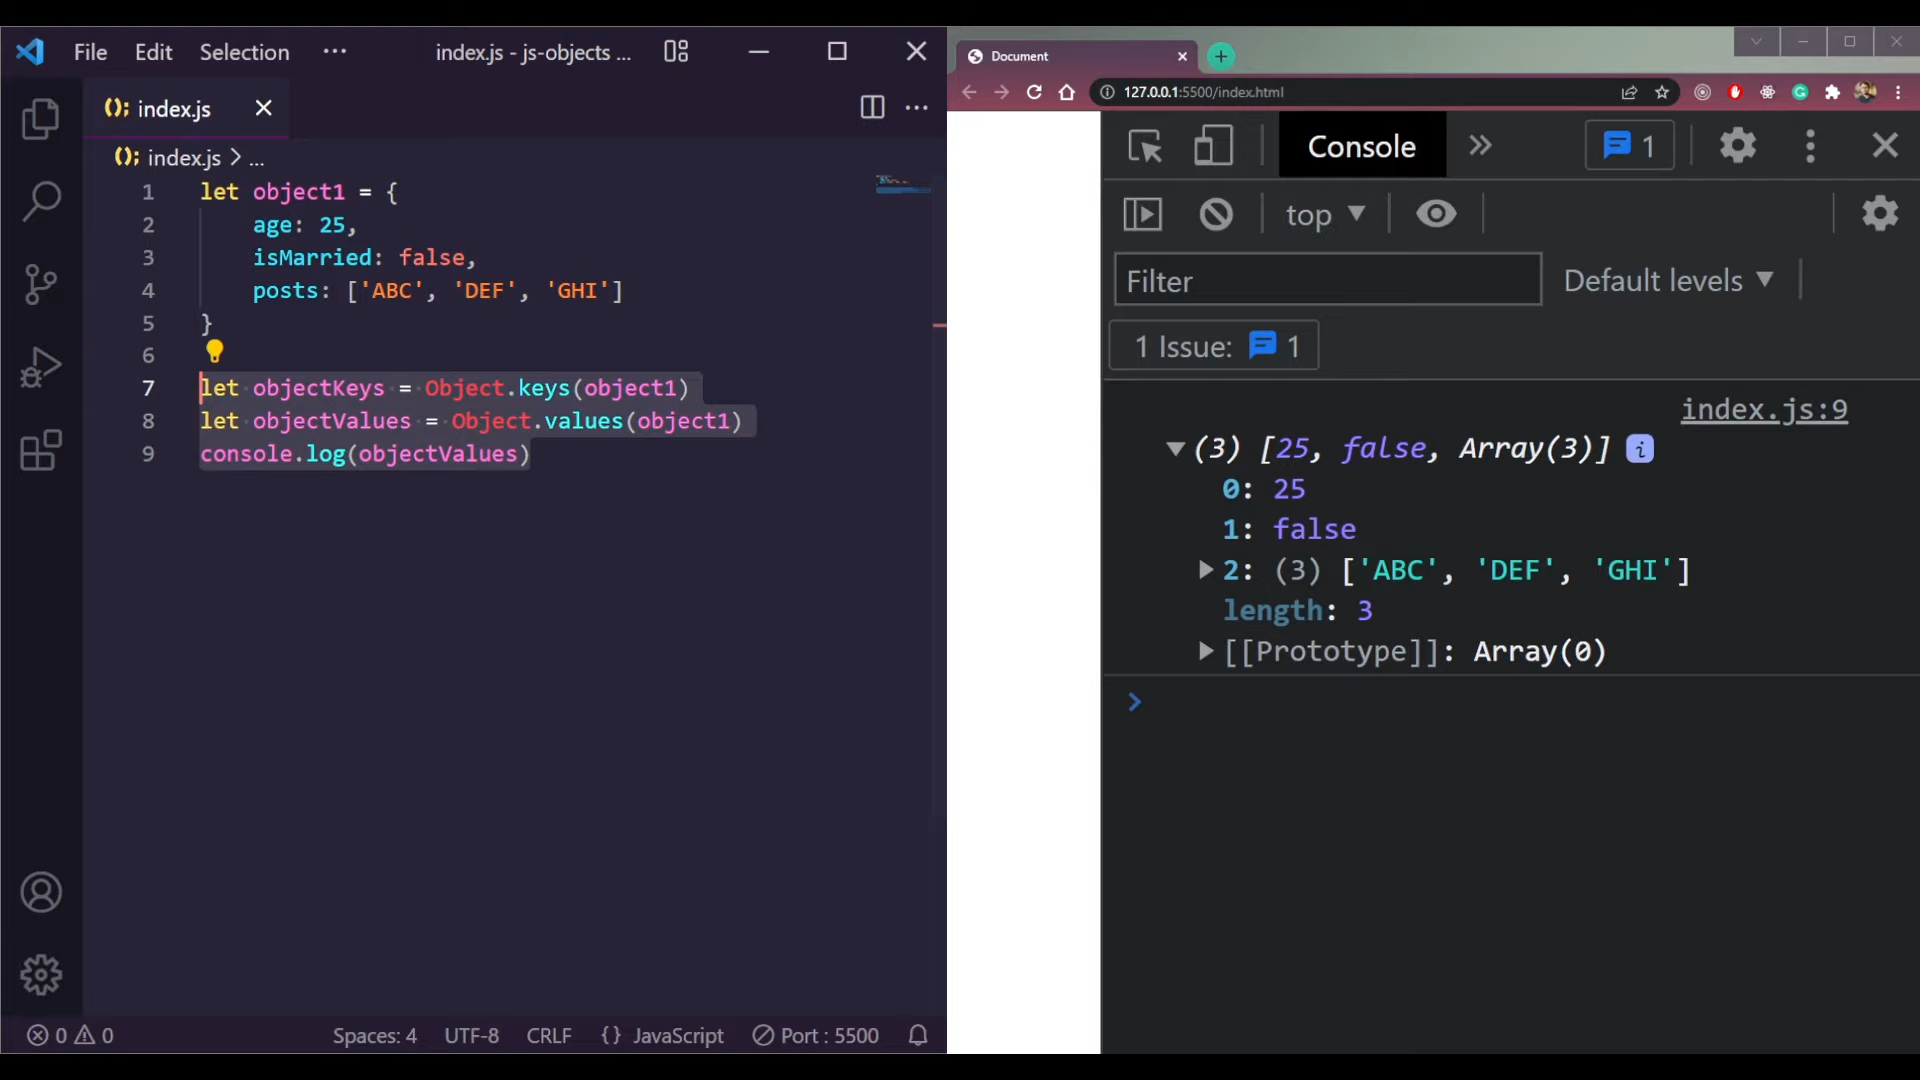 File Edit Selection ··· index.js - js-objects ...
index.js
index.js > ...
1 let object1 = {
2 age: 25,
3 isMarried: false,
4 posts: ['ABC', 'DEF', 'GHI']
5 }
6
7 let objectKeys = Object.keys(object1)
8 let objectValues = Object.values(object1)
9 console.log(objectValues)
0 0 Spaces: 4 UTF-8 CRLF {} JavaScript Port : 5500
Document
127.0.0.1:5500/index.html
Console 1
top
Filter Default levels
1 Issue: 1
index.js:9
(3) [25, false, Array(3)] i
0: 25
1: false
2: (3) ['ABC', 'DEF', 'GHI']
length: 3
[[Prototype]]: Array(0)